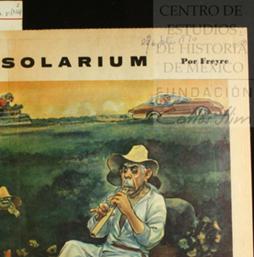 CENTRO DE
ESTUDIOS
DE HISTORIA
DE MÉXICO
FUNDACIÓN
SOLARIUM
Por Freyre